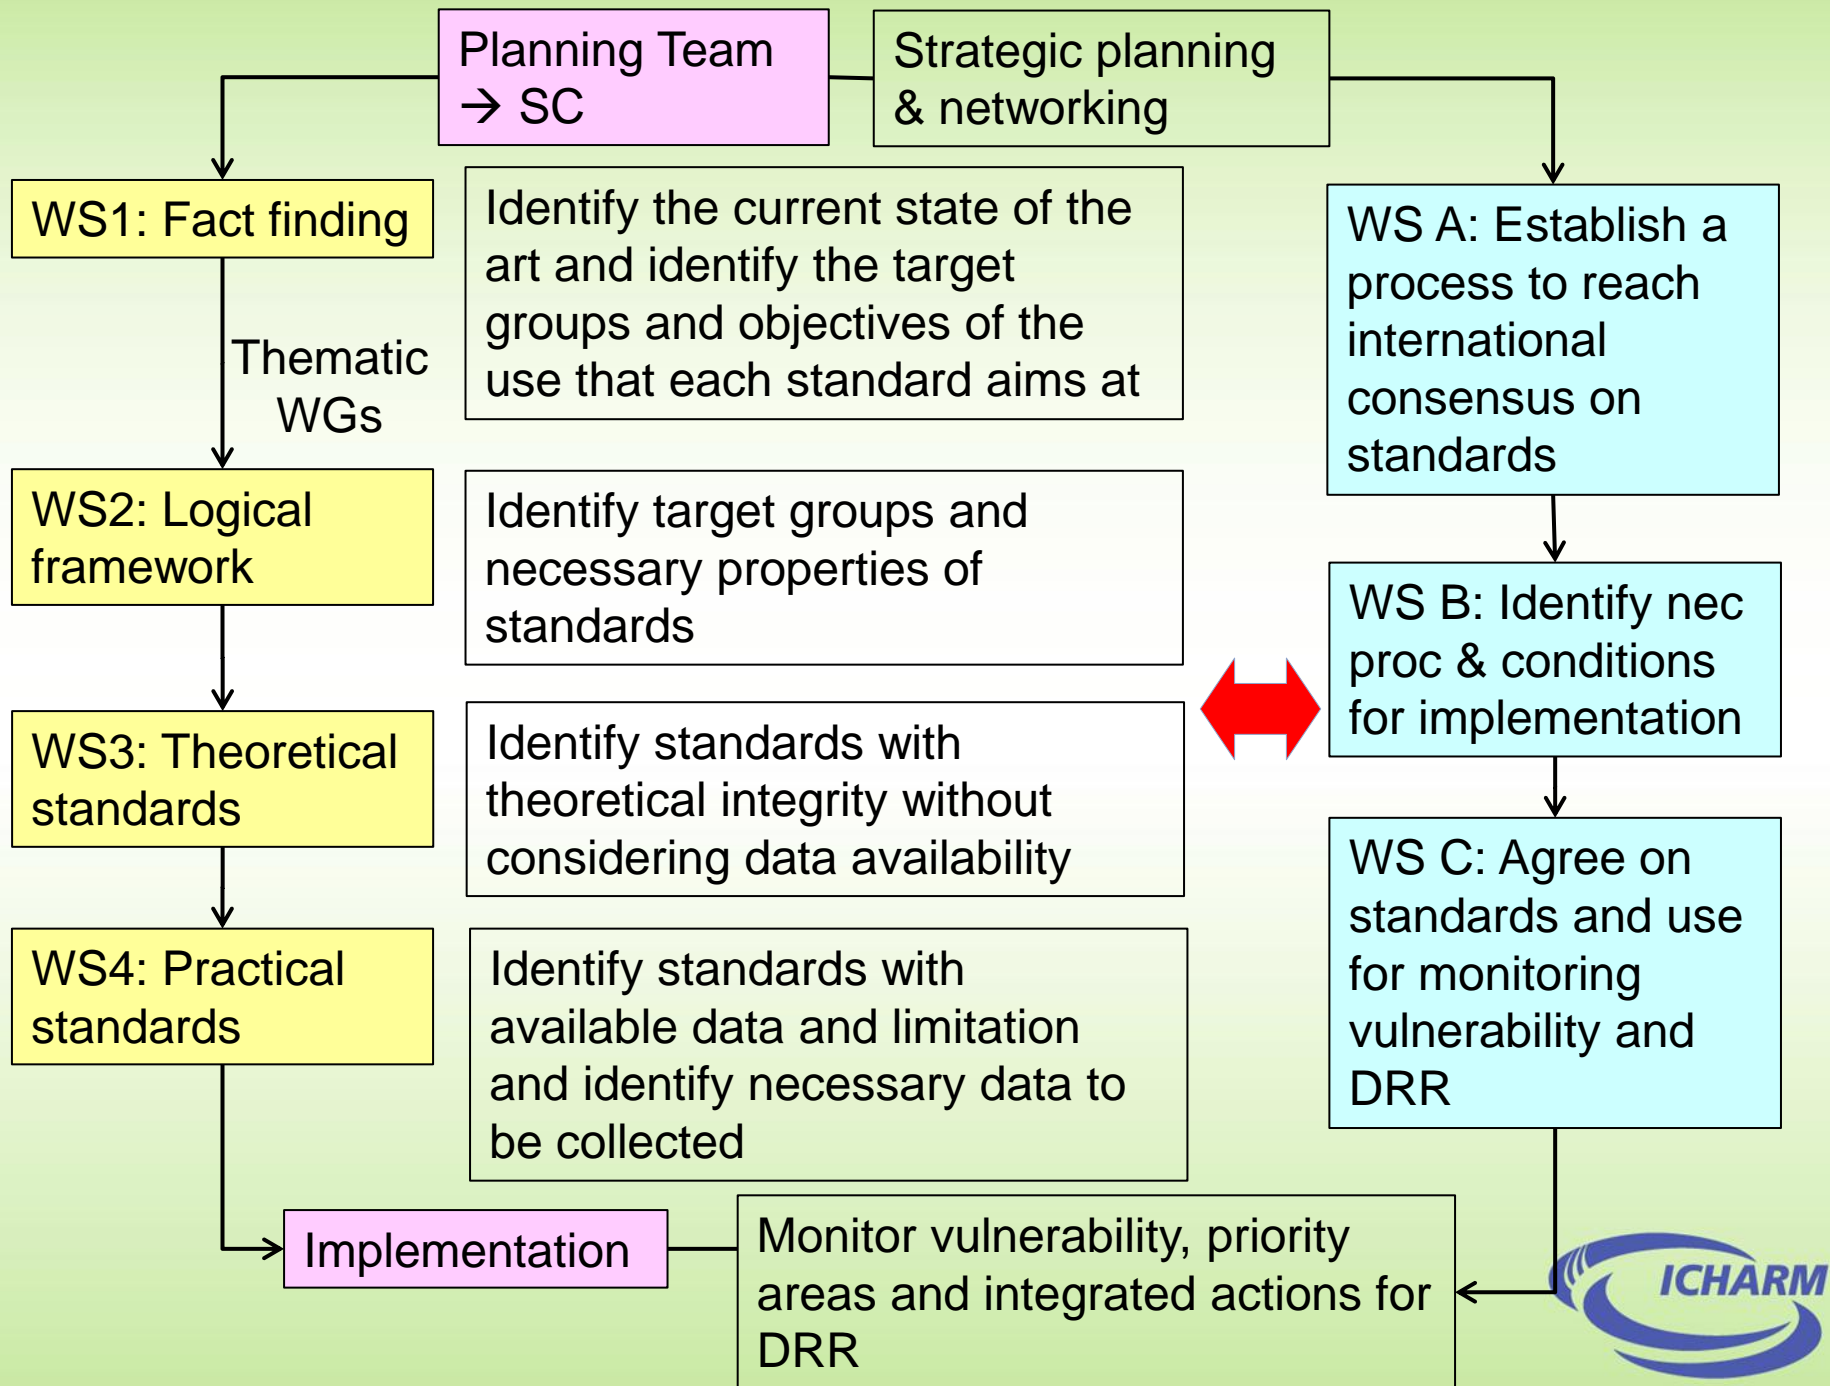 Planning Team
→ SC
Strategic planning
& networking
WS1: Fact finding
Identify the current state of the
art and identify the target
groups and objectives of the
use that each standard aims at
Thematic
WGs
WS2: Logical
framework
Identify target groups and
necessary properties of
standards
WS3: Theoretical
standards
Identify standards with
theoretical integrity without
considering data availability
WS4: Practical
standards
Identify standards with
available data and limitation
and identify necessary data to
be collected
WS A: Establish a
process to reach
international
consensus on
standards
WS B: Identify nec
proc & conditions
for implementation
WS C: Agree on
standards and use
for monitoring
vulnerability and
DRR
Implementation
Monitor vulnerability, priority
areas and integrated actions for
DRR
ICHARM